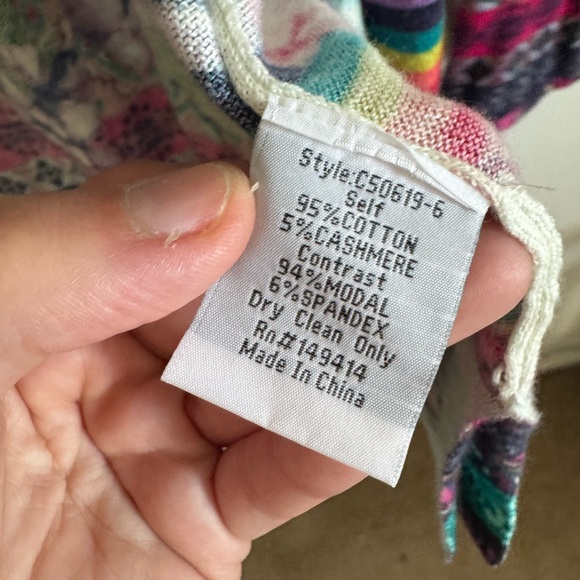 Style:C50619-6
Self
95%COTTON
5%CASHMERE
Contrast
94%MODAL
6%SPANDEX
Dry Clean Only
Rn#149414
Made In China